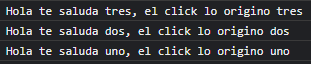 Hola te saluda tres, el click lo origino tres
Hola te saluda dos, el click lo origino dos
Hola te saluda uno, el click lo origino uno